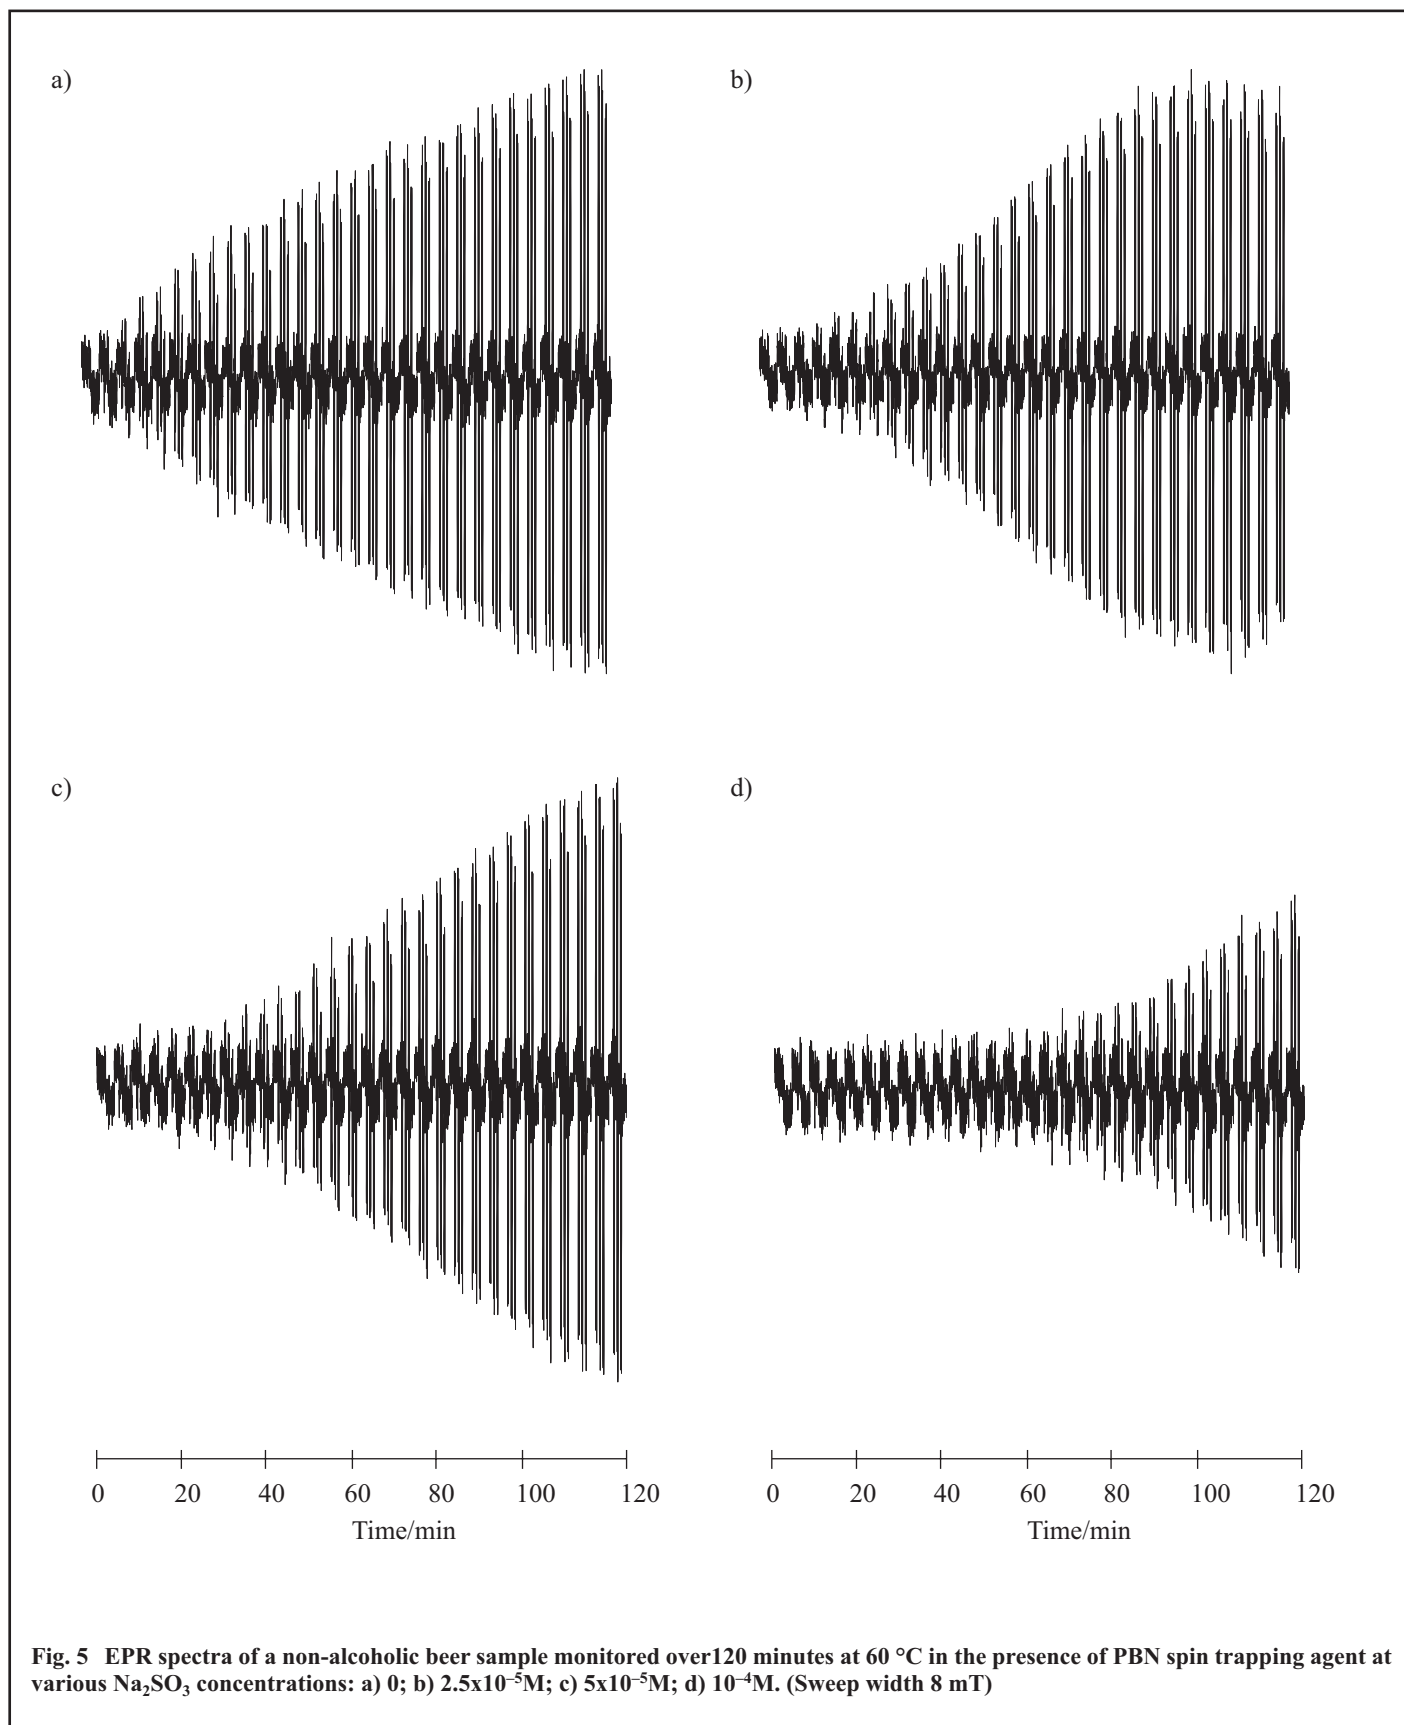 a)
b)
c)
d)
0 20 40 60 80 100 120
Time/min
0 20 40 60 80 100 120
Time/min
Fig. 5 EPR spectra of a non-alcoholic beer sample monitored over120 minutes at 60 °C in the presence of PBN spin trapping agent at
various Na₂SO₃ concentrations: a) 0; b) 2.5x10⁻⁵M; c) 5x10⁻⁵M; d) 10⁻⁴M. (Sweep width 8 mT)